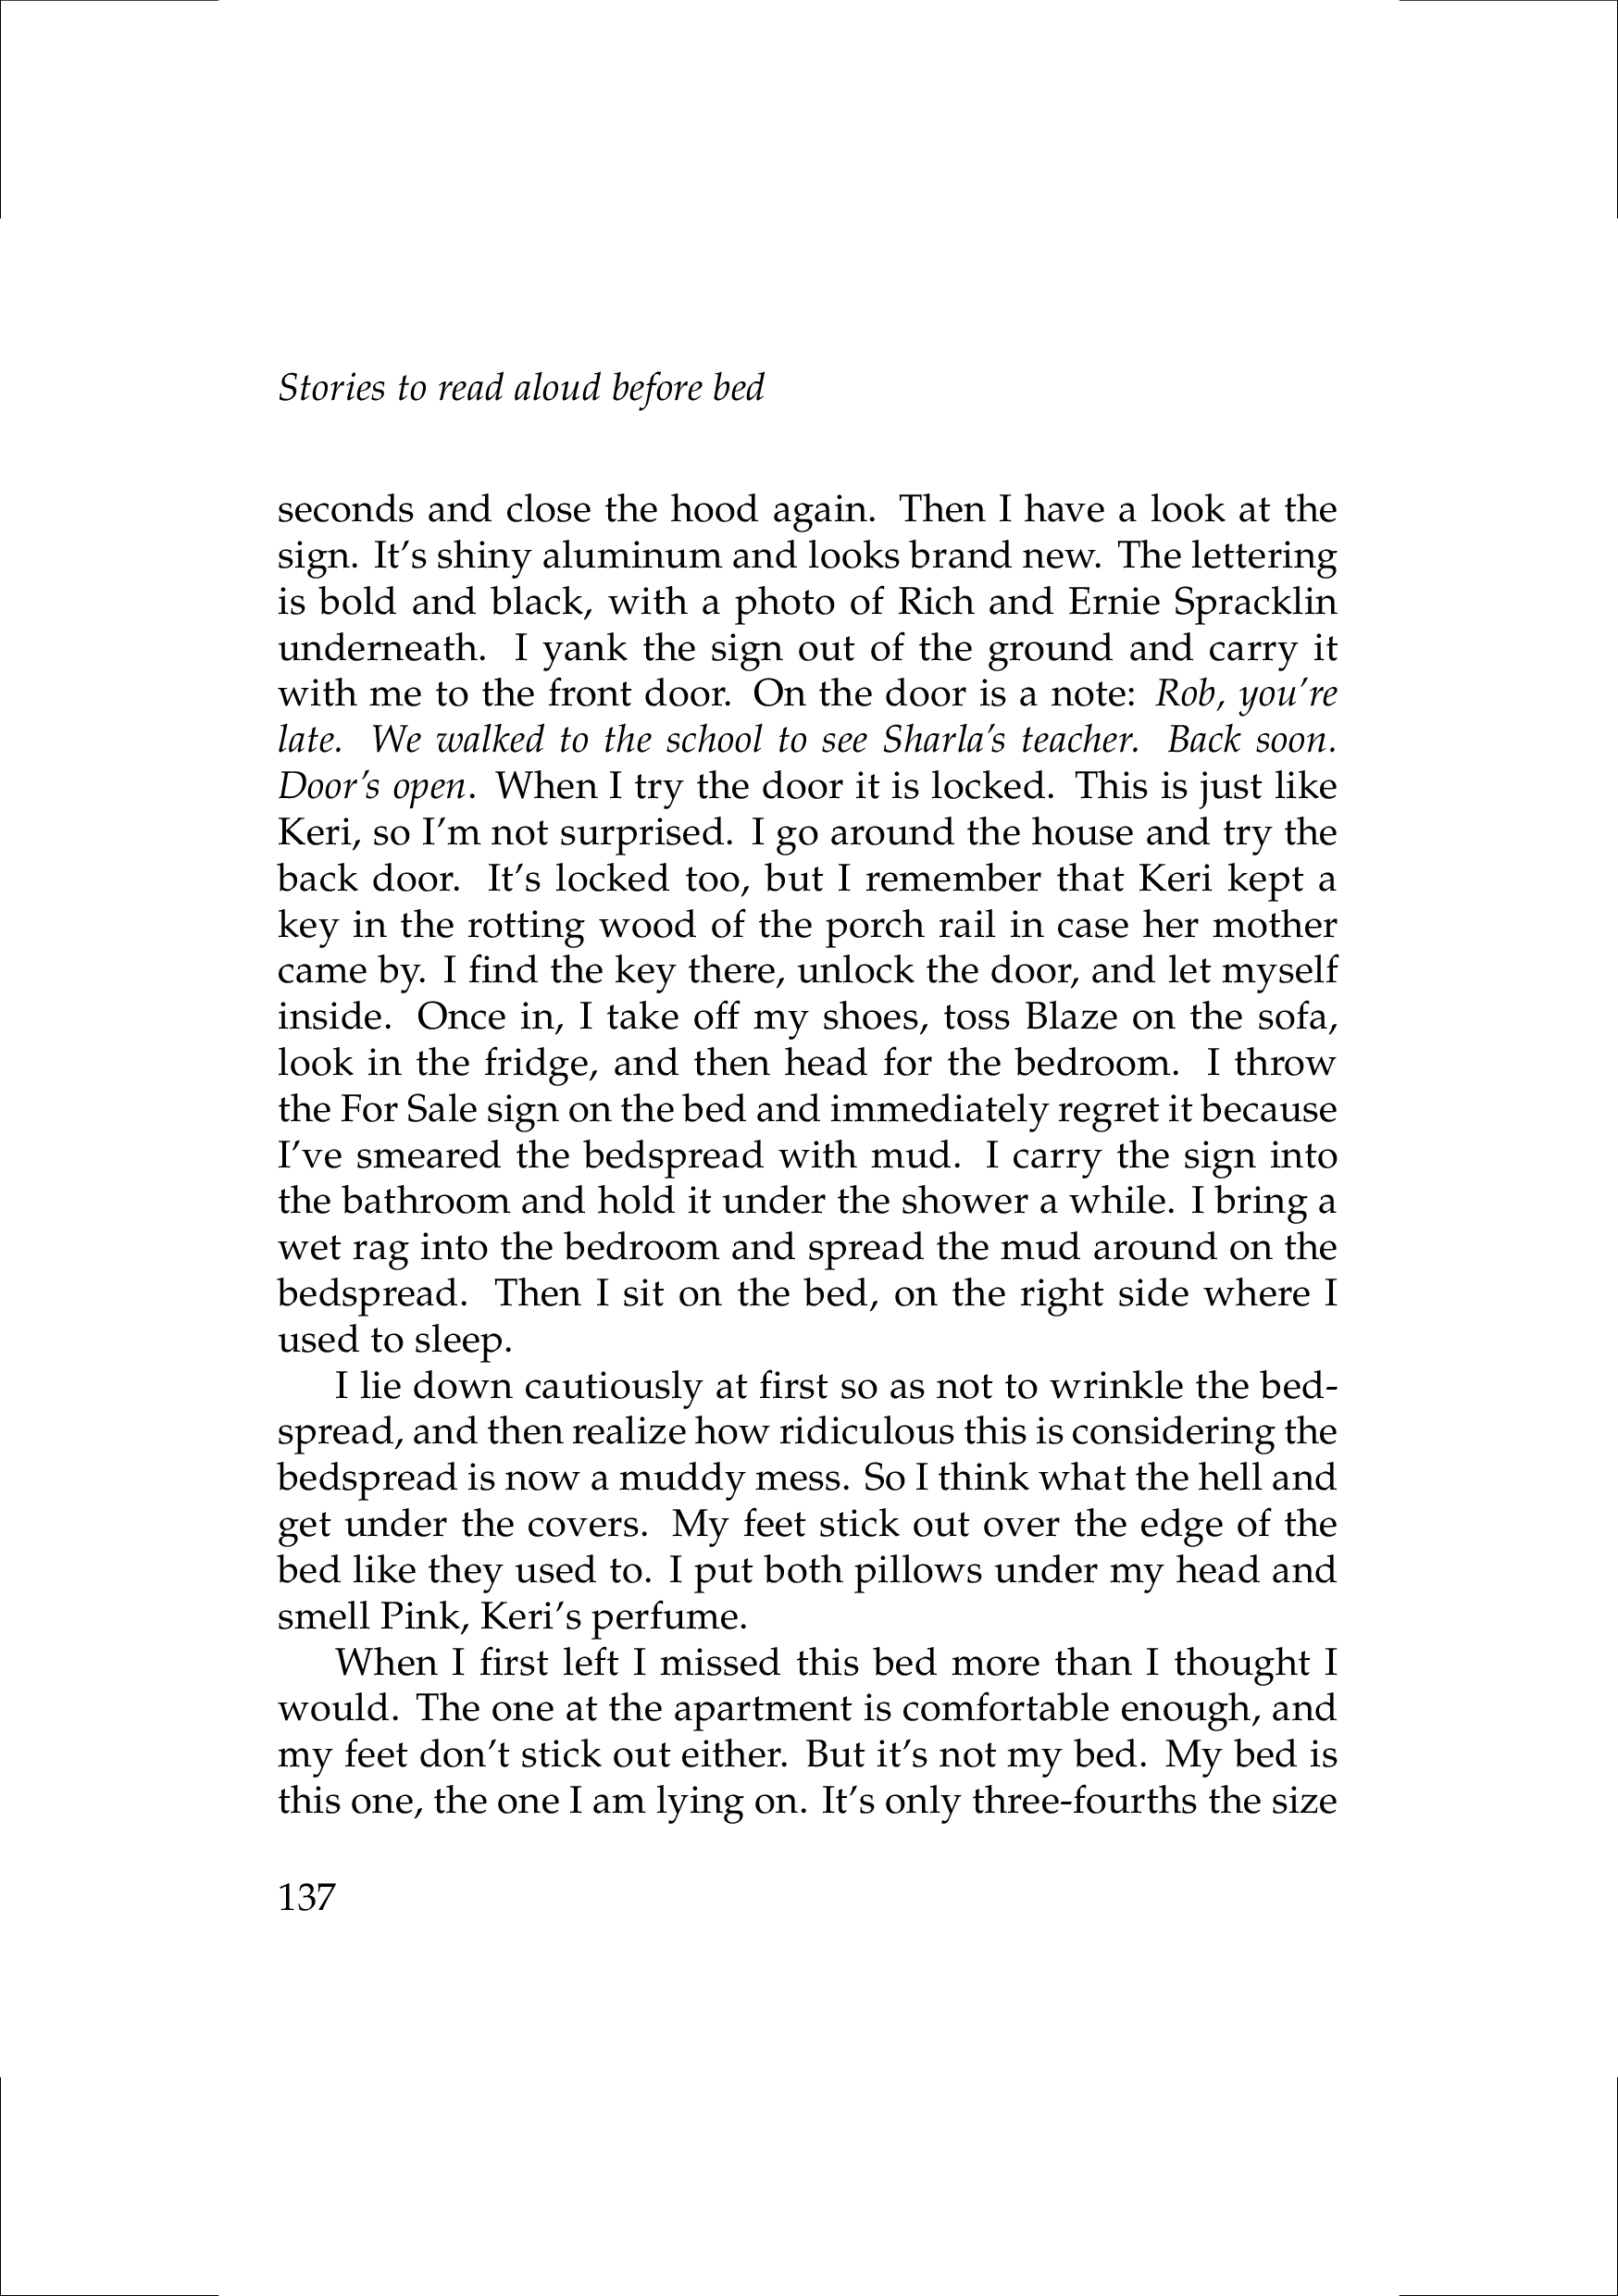 Stories to read aloud before bed
seconds and close the hood again. Then I have a look at the
sign. It's shiny aluminum and looks brand new. The lettering
is bold and black, with a photo of Rich and Ernie Spracklin
underneath. I yank the sign out of the ground and carry it
with me to the front door. On the door is a note: Rob, you're
late. We walked to the school to see Sharla's teacher. Back soon.
Door's open. When I try the door it is locked. This is just like
Keri, so I'm not surprised. I go around the house and try the
back door. It's locked too, but I remember that Keri kept a
key in the rotting wood of the porch rail in case her mother
came by. I find the key there, unlock the door, and let myself
inside. Once in, I take off my shoes, toss Blaze on the sofa,
look in the fridge, and then head for the bedroom. I throw
the For Sale sign on the bed and immediately regret it because
I've smeared the bedspread with mud. I carry the sign into
the bathroom and hold it under the shower a while. I bring a
wet rag into the bedroom and spread the mud around on the
bedspread. Then I sit on the bed, on the right side where I
used to sleep.
I lie down cautiously at first so as not to wrinkle the bed-
spread, and then realize how ridiculous this is considering the
bedspread is now a muddy mess. So I think what the hell and
get under the covers. My feet stick out over the edge of the
bed like they used to. I put both pillows under my head and
smell Pink, Keri's perfume.
When I first left I missed this bed more than I thought I
would. The one at the apartment is comfortable enough, and
my feet don't stick out either. But it's not my bed. My bed is
this one, the one I am lying on. It's only three-fourths the size
137